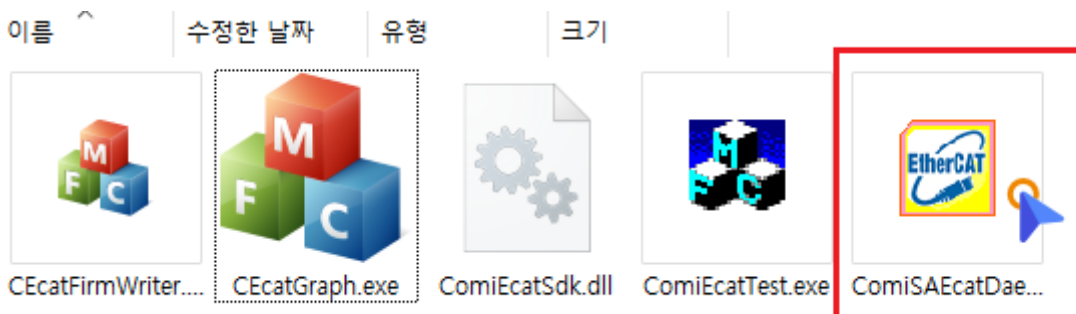 이름 수정한 날짜 유형 크기
M F C
M F C
M F C
EtherCAT
CEcatFirmWriter.... CEcatGraph.exe ComiEcatSdk.dll ComiEcatTest.exe ComiSAEcatDae...